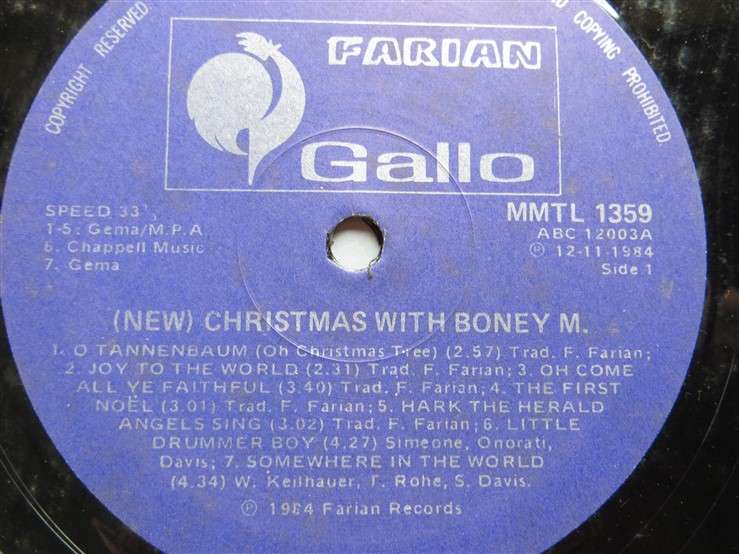 COPYRIGHT RESERVED.
COPYING PROHIBITED.
FARIAN
Gallo
SPEED 33⅓
1-5: Gema/M.P.A
6. Chappell Music
7. Gema
MMTL 1359
ABC 12003A
Ⓟ 12-11-1984
Side 1
(NEW) CHRISTMAS WITH BONEY M.
1. O TANNENBAUM (Oh Christmas Tree) (2.57) Trad. F. Farian;
2. JOY TO THE WORLD (2.31) Trad. F. Farian; 3. OH COME
ALL YE FAITHFUL (3.40) Trad. F. Farian; 4. THE FIRST
NOËL (3.01) Trad. F. Farian; 5. HARK THE HERALD
ANGELS SING (3.02) Trad. F. Farian; 6. LITTLE
DRUMMER BOY (4.27) Simeone, Onorati,
Davis; 7. SOMEWHERE IN THE WORLD
(4.34) W. Keilhauer, T. Rohe, S. Davis.
Ⓟ 1984 Farian Records